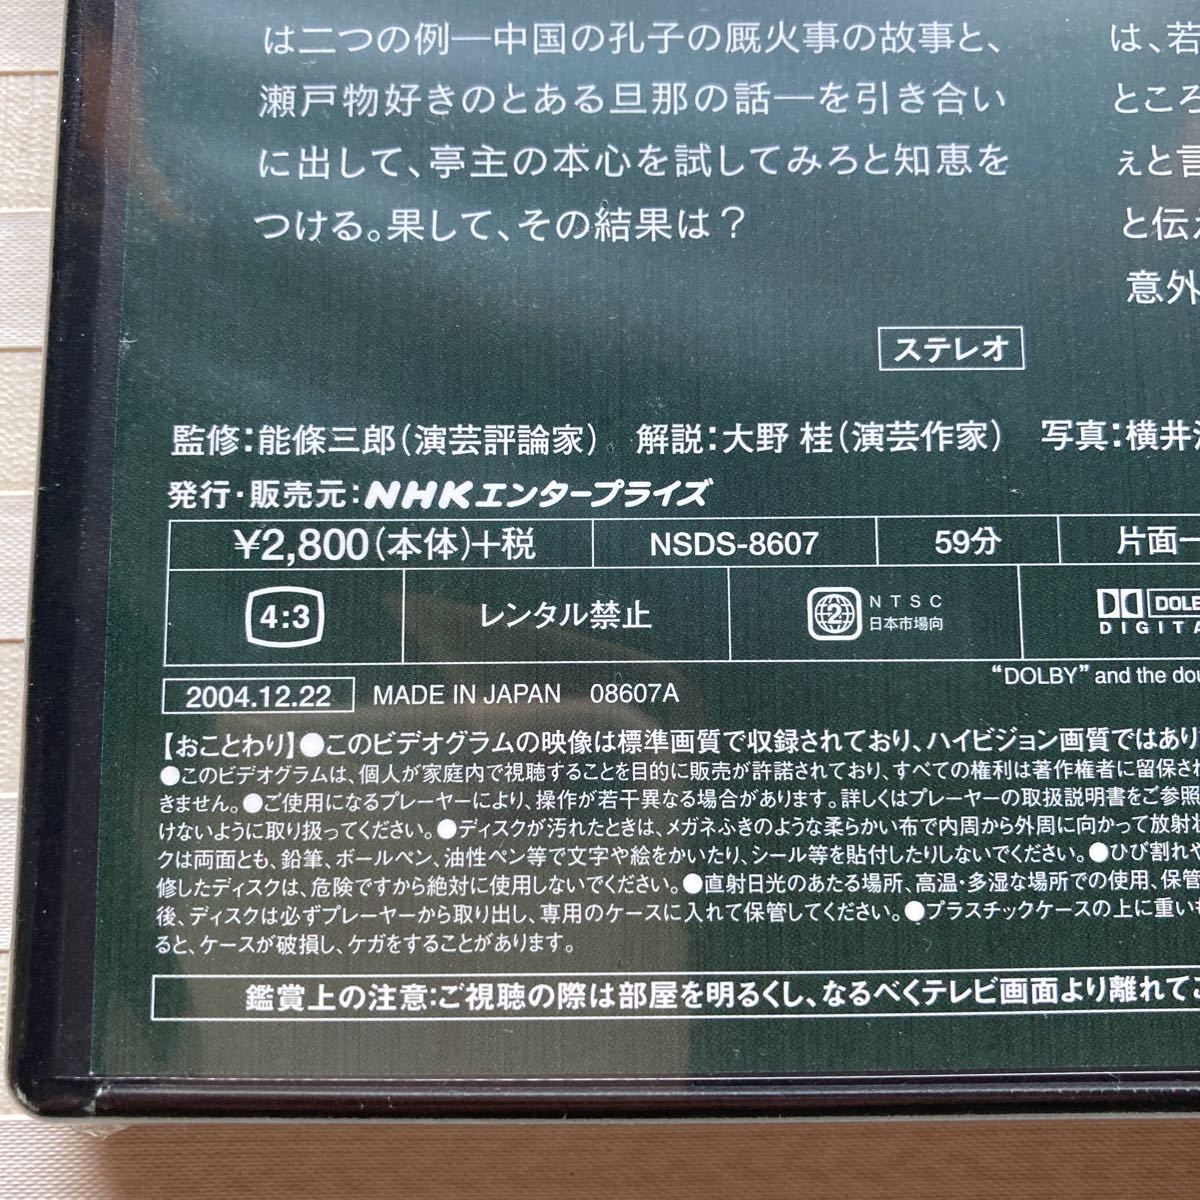 は二つの例―中国の孔子の厩火事の故事と、
瀬戸物好きのとある旦那の話―を引き合い
に出して、亭主の本心を試してみろと知恵を
つける。果して、その結果は？
は、若
ところ
ぇと言
と伝え
意外
ステレオ
監修：能條三郎（演芸評論家） 解説：大野 桂（演芸作家） 写真：横井
発行・販売元：NHKエンタープライズ
¥2,800（本体）+税 NSDS-8607 59分 片面一
4:3 レンタル禁止 2 NTSC 日本市場向 DOLBY DIGITAL
"DOLBY" and the dou
2004.12.22 MADE IN JAPAN 08607A
【おことわり】●このビデオグラムの映像は標準画質で収録されており、ハイビジョン画質ではあり
●このビデオグラムは、個人が家庭内で視聴することを目的に販売が許諾されており、すべての権利は著作権者に留保され
きません。●ご使用になるプレーヤーにより、操作が若干異なる場合があります。詳しくはプレーヤーの取扱説明書をご参照
けないように取り扱ってください。●ディスクが汚れたときは、メガネふきのような柔らかい布で内周から外周に向かって放射状
クは両面とも、鉛筆、ボールペン、油性ペン等で文字や絵をかいたり、シール等を貼付したりしないでください。●ひび割れや
修したディスクは、危険ですから絶対に使用しないでください。●直射日光のあたる場所、高温・多湿な場所での使用、保管
後、ディスクは必ずプレーヤーから取り出し、専用のケースに入れて保管してください。●プラスチックケースの上に重いも
ると、ケースが破損し、ケガをすることがあります。
鑑賞上の注意：ご視聴の際は部屋を明るくし、なるべくテレビ画面より離れてご